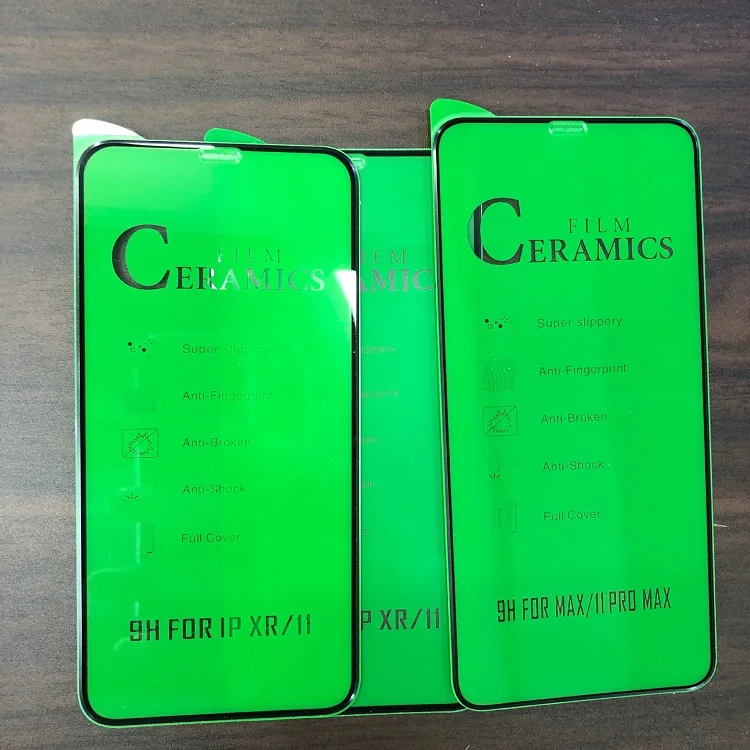 FILM
CERAMICS
Super slippery
Anti-Fingerprint
Anti-Broken
Anti-Shock
Full Cover
9H FOR IP XR/11
P XR/11
FILM
CERAMICS
Super slippery
Anti-Fingerprint
Anti-Broken
Anti-Shock
Full Cover
9H FOR MAX/11 PRO MAX